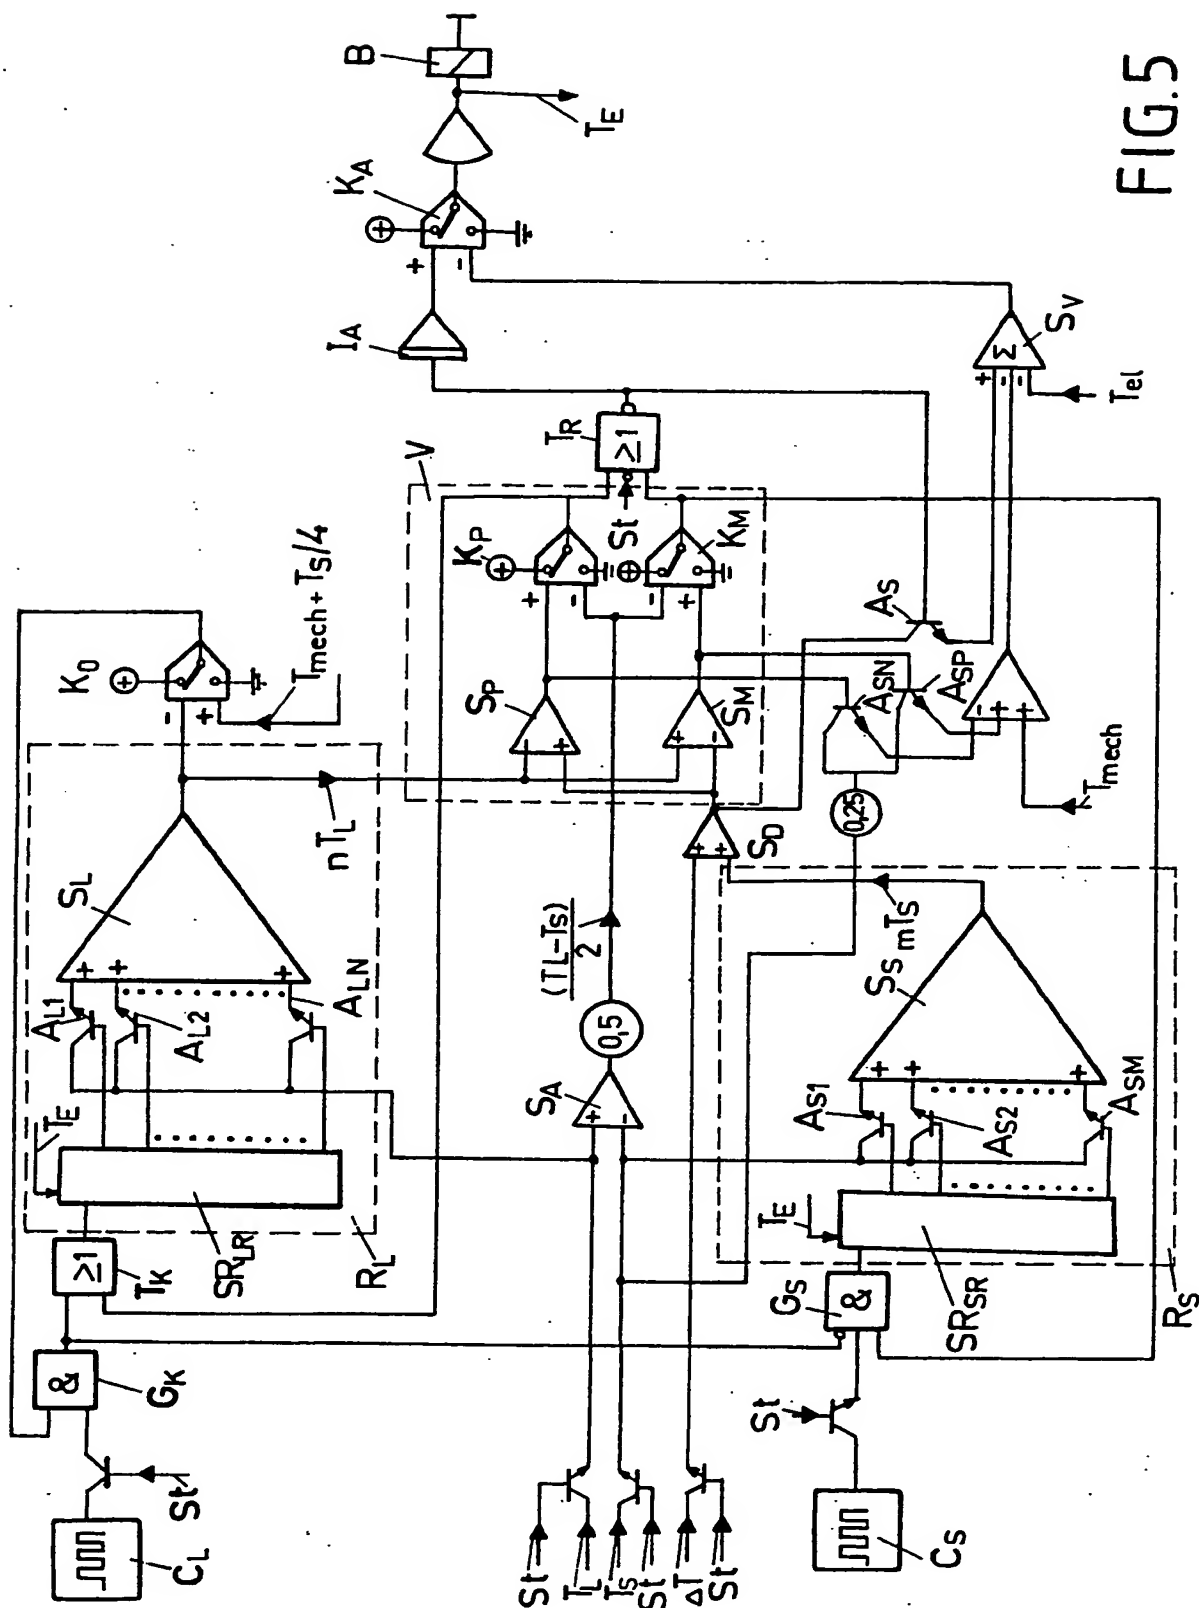 B
T_E
K_A
+
+
-
I_A
FIG.5
T_R
≥1
V
St
K_P
+
+
-
+
-
+
K_M
S_V
Σ
+
-
-
T_el
K_0
+
-
+
T_mech + T_S/4
S_P
-
+
S_M
+
-
A_S
A_SN
A_SP
-
+
+
T_mech
0,25
nT_L
S_L
+
+
+
A_L1
A_L2
A_LN
T_E
SR_LR
R_L
≥1
T_K
&
G_K
St
C_L
(T_L-T_S)
2
0,5
S_A
+
-
S_D
+
+
mT_S
S_S
+
+
+
A_S1
A_S2
A_SM
T_E
SR_SR
R_S
G_S
&
St
C_S
St
T_L
T_S
St
ΔT
St